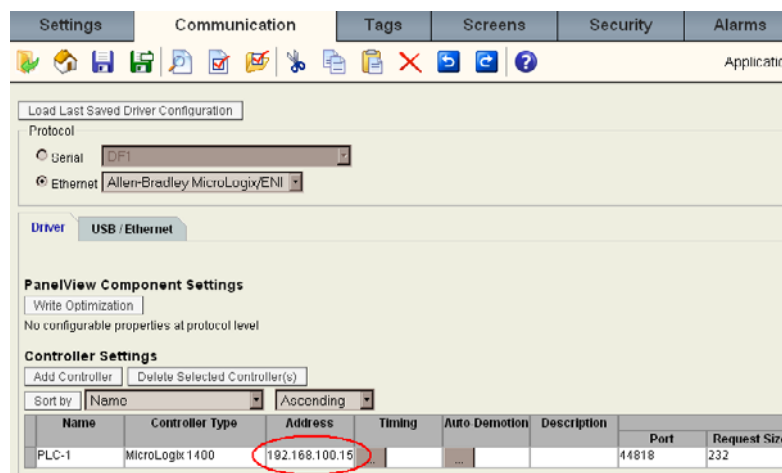 Settings Communication Tags Screens Security Alarms
Applicatio
Load Last Saved Driver Configuration
Protocol
Serial DF1
Ethernet Allen-Bradley MicroLogix/ENI
Driver USB / Ethernet
PanelView Component Settings
Write Optimization
No configurable properties at protocol level
Controller Settings
Add Controller Delete Selected Controller(s)
Sort by Name Ascending
Name Controller Type Address Timing Auto-Demotion Description
Port Request Size
PLC-1 MicroLogix 1400 192.168.100.15 ... ... 44818 232